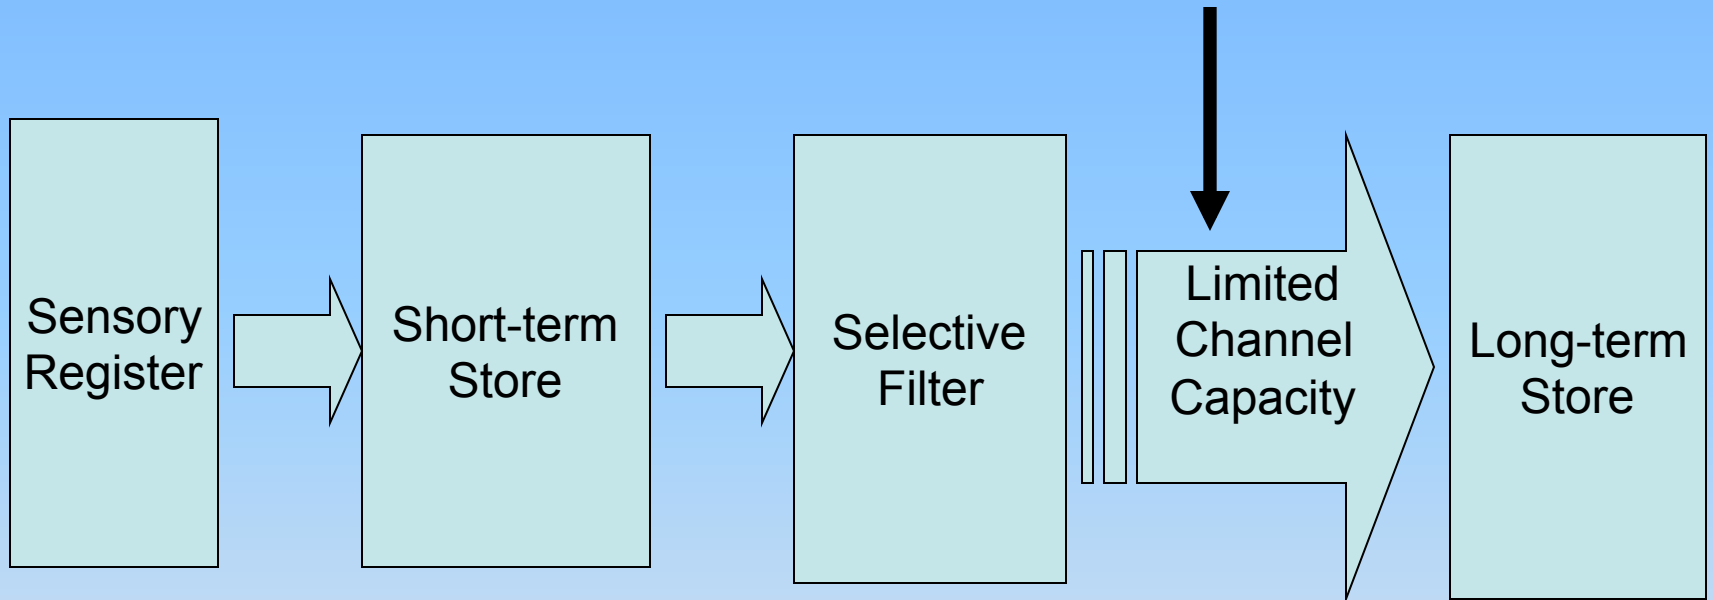 Sensory
Register
Short-term
Store
Selective
Filter
Limited
Channel
Capacity
Long-term
Store